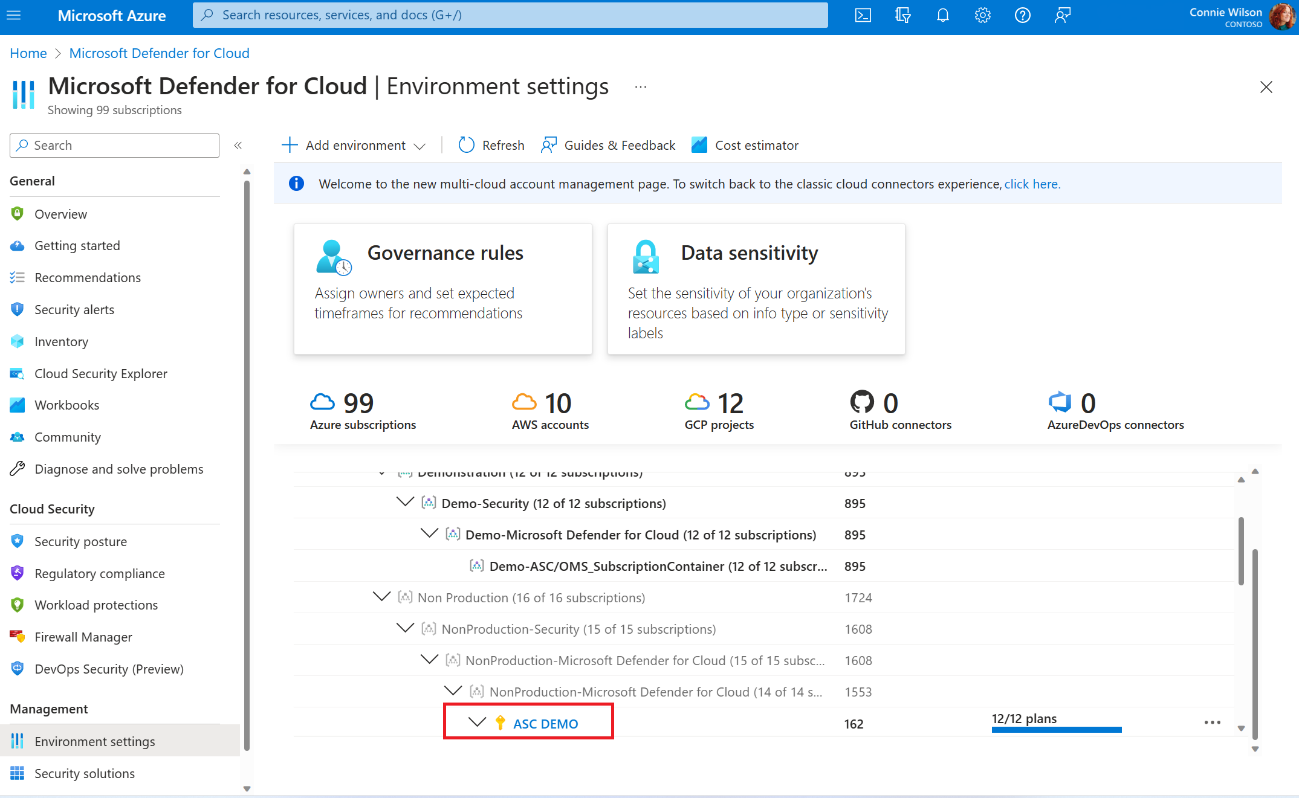 Microsoft Azure
Search resources, services, and docs (G+/)
Connie Wilson
CONTOSO
Home > Microsoft Defender for Cloud
Microsoft Defender for Cloud | Environment settings ...
Showing 99 subscriptions
Search
«
General
Overview
Getting started
Recommendations
Security alerts
Inventory
Cloud Security Explorer
Workbooks
Community
Diagnose and solve problems
Cloud Security
Security posture
Regulatory compliance
Workload protections
Firewall Manager
DevOps Security (Preview)
Management
Environment settings
Security solutions
Add environment
Refresh
Guides & Feedback
Cost estimator
Welcome to the new multi-cloud account management page. To switch back to the classic cloud connectors experience, click here.
Governance rules
Assign owners and set expected
timeframes for recommendations
Data sensitivity
Set the sensitivity of your organization's
resources based on info type or sensitivity
labels
99
Azure subscriptions
10
AWS accounts
12
GCP projects
0
GitHub connectors
0
AzureDevOps connectors
Demonstration (12 of 12 subscriptions) 895
Demo-Security (12 of 12 subscriptions) 895
Demo-Microsoft Defender for Cloud (12 of 12 subscriptions) 895
Demo-ASC/OMS_SubscriptionContainer (12 of 12 subscr... 895
Non Production (16 of 16 subscriptions) 1724
NonProduction-Security (15 of 15 subscriptions) 1608
NonProduction-Microsoft Defender for Cloud (15 of 15 subsc... 1608
NonProduction-Microsoft Defender for Cloud (14 of 14 s... 1553
ASC DEMO 162 12/12 plans ...